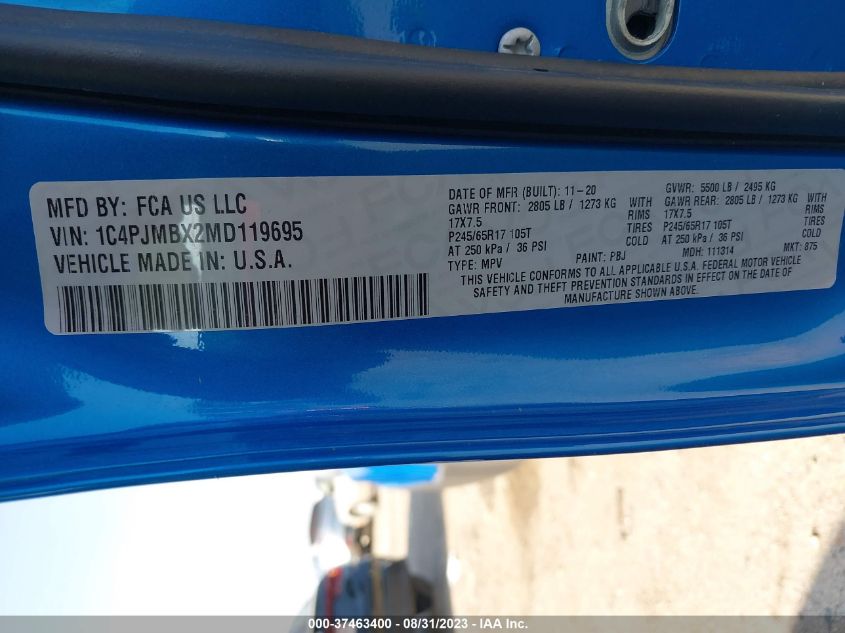 MFD BY: FCA US LLC
VIN: 1C4PJMBX2MD119695
VEHICLE MADE IN: U.S.A.
DATE OF MFR (BUILT): 11-20 GVWR: 5500 LB / 2495 KG
GAWR FRONT: 2805 LB / 1273 KG WITH GAWR REAR: 2805 LB / 1273 KG WITH
17X7.5 RIMS 17X7.5 RIMS
P245/65R17 105T TIRES P245/65R17 105T TIRES
AT 250 kPa / 36 PSI AT 250 kPa / 36 PSI
TYPE: MPV PAINT: PBJ MDH: 111314 MKT: 875
THIS VEHICLE CONFORMS TO ALL APPLICABLE U.S.A. FEDERAL MOTOR VEHICLE
SAFETY AND THEFT PREVENTION STANDARDS IN EFFECT ON THE DATE OF
MANUFACTURE SHOWN ABOVE.
000-37463400 - 08/31/2023 - IAA Inc.